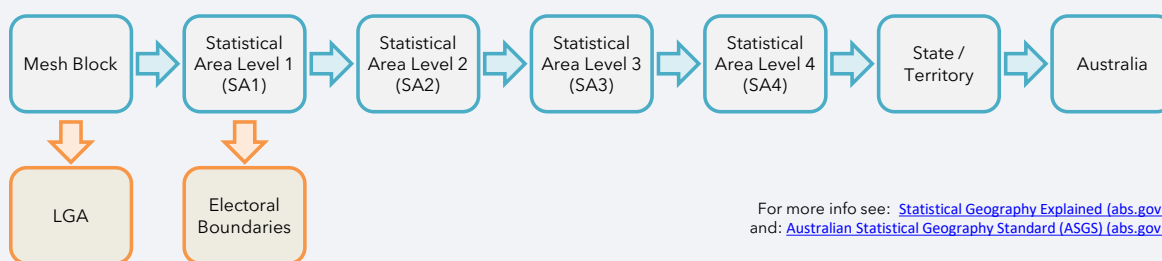 Mesh Block
Statistical
Area Level 1
(SA1)
Statistical
Area Level 2
(SA2)
Statistical
Area Level 3
(SA3)
Statistical
Area Level 4
(SA4)
State /
Territory
Australia
LGA
Electoral
Boundaries
For more info see: Statistical Geography Explained (abs.gov
and: Australian Statistical Geography Standard (ASGS) (abs.gov